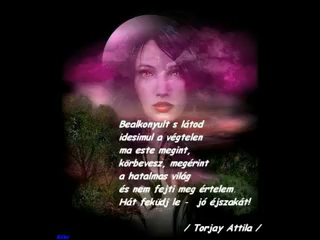 Bealkonyult s látod
idesimul a végtelen
ma este megint,
körbevesz, megérint
a hatalmas világ
és nem fejti meg értelem
Hát feküdj le - jó éjszakát!
/ Torjay Attila /